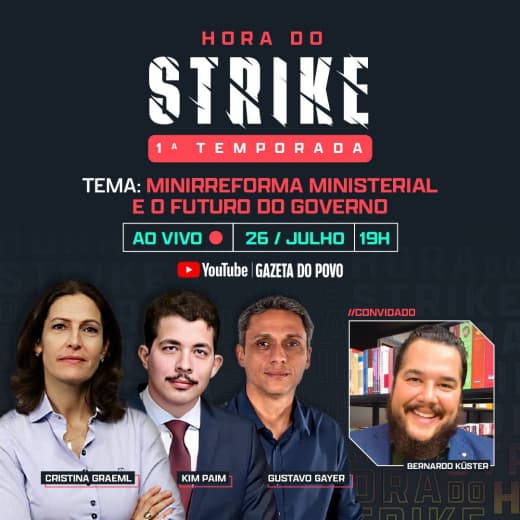 HORA DO
STRIKE
1ª TEMPORADA
TEMA: MINIRREFORMA MINISTERIAL
E O FUTURO DO GOVERNO
AO VIVO 26 / JULHO 19H
YouTube | GAZETA DO POVO
//CONVIDADO
BERNARDO KÜSTER
CRISTINA GRAEML KIM PAIM GUSTAVO GAYER